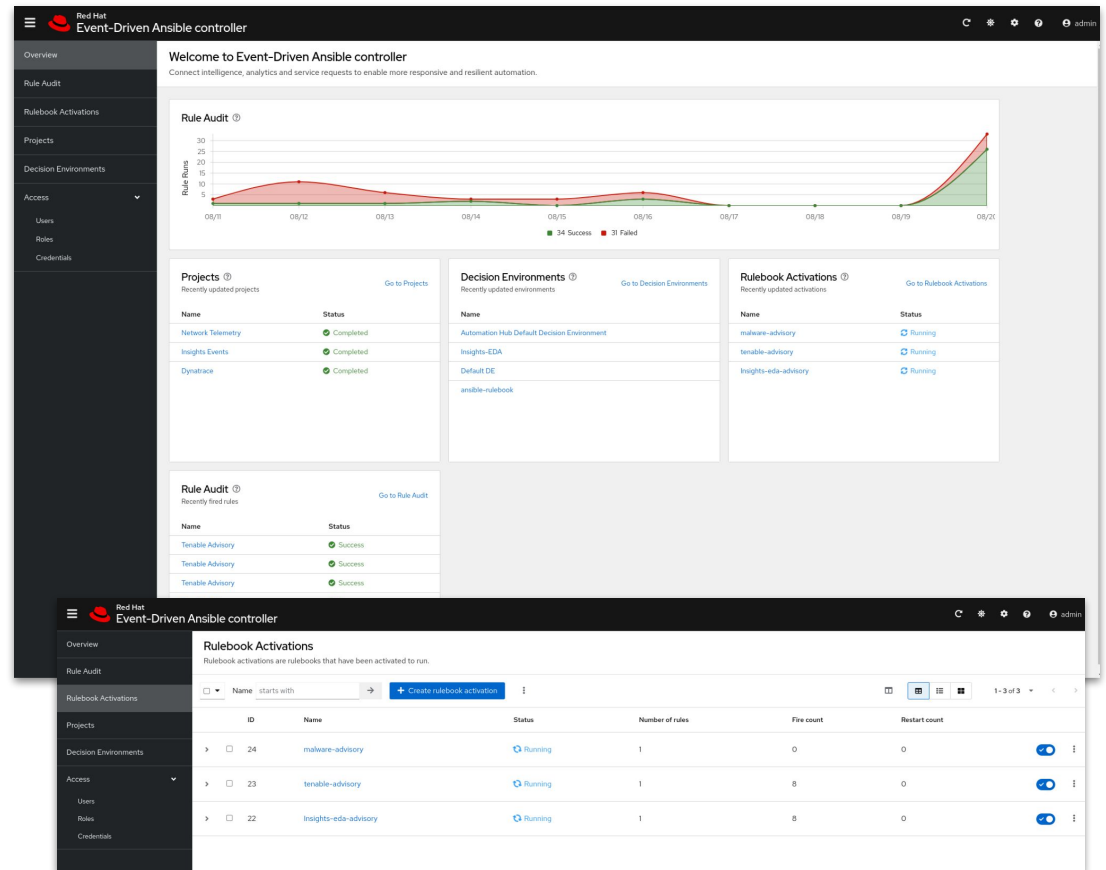 Red Hat
Event-Driven Ansible controller
admin
Overview
Rule Audit
Rulebook Activations
Projects
Decision Environments
Access
Users
Roles
Credentials
Welcome to Event-Driven Ansible controller
Connect intelligence, analytics and service requests to enable more responsive and resilient automation.
Rule Audit
Rule Runs
30
25
20
15
10
5
08/11 08/12 08/13 08/14 08/15 08/16 08/17 08/18 08/19 08/20
34 Success 31 Failed
Projects
Go to Projects
Recently updated projects
Name Status
Network Telemetry Completed
Insights Events Completed
Dynatrace Completed
Decision Environments
Go to Decision Environments
Recently updated environments
Name
Automation Hub Default Decision Environment
Insights-EDA
Default DE
ansible-rulebook
Rulebook Activations
Go to Rulebook Activations
Recently updated activations
Name Status
malware-advisory Running
tenable-advisory Running
Insights-eda-advisory Running
Rule Audit
Go to Rule Audit
Recently fired rules
Name Status
Tenable Advisory Success
Tenable Advisory Success
Tenable Advisory Success
Red Hat
Event-Driven Ansible controller
admin
Overview
Rule Audit
Rulebook Activations
Projects
Decision Environments
Access
Users
Roles
Credentials
Rulebook Activations
Rulebook activations are rulebooks that have been activated to run.
Name starts with Create rulebook activation 1 - 3 of 3
ID Name Status Number of rules Fire count Restart count
24 malware-advisory Running 1 0 0
23 tenable-advisory Running 1 8 0
22 Insights-eda-advisory Running 1 8 0